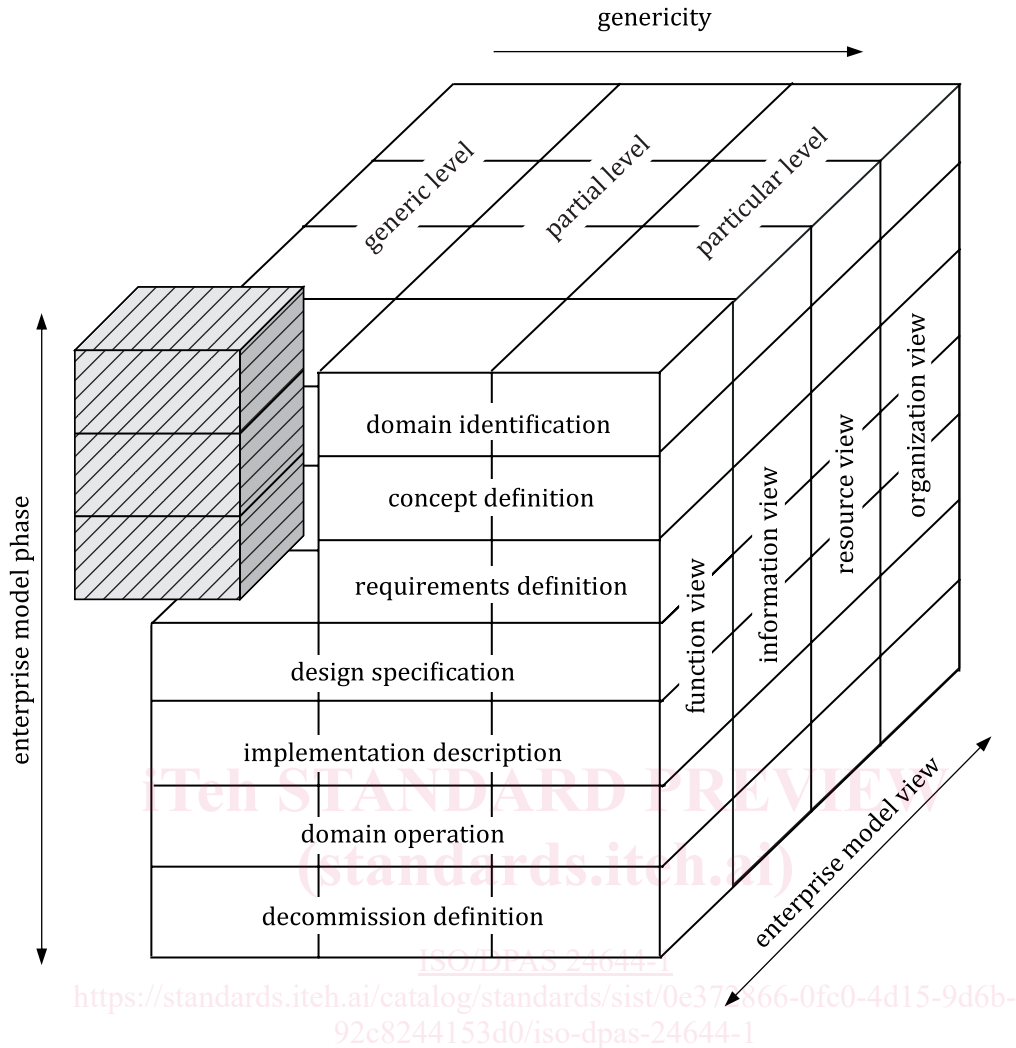 genericity
generic level
partial level
particular level
domain identification
concept definition
requirements definition
design specification
implementation description
domain operation
decommission definition
function view
information view
resource view
organization view
enterprise model phase
enterprise model view
iTeh STANDARD PREVIEW
(standards.iteh.ai)
ISO/DPAS 24644-1
https://standards.iteh.ai/catalog/standards/sist/0e372866-0fc0-4d15-9d6b-
92c8244153d0/iso-dpas-24644-1